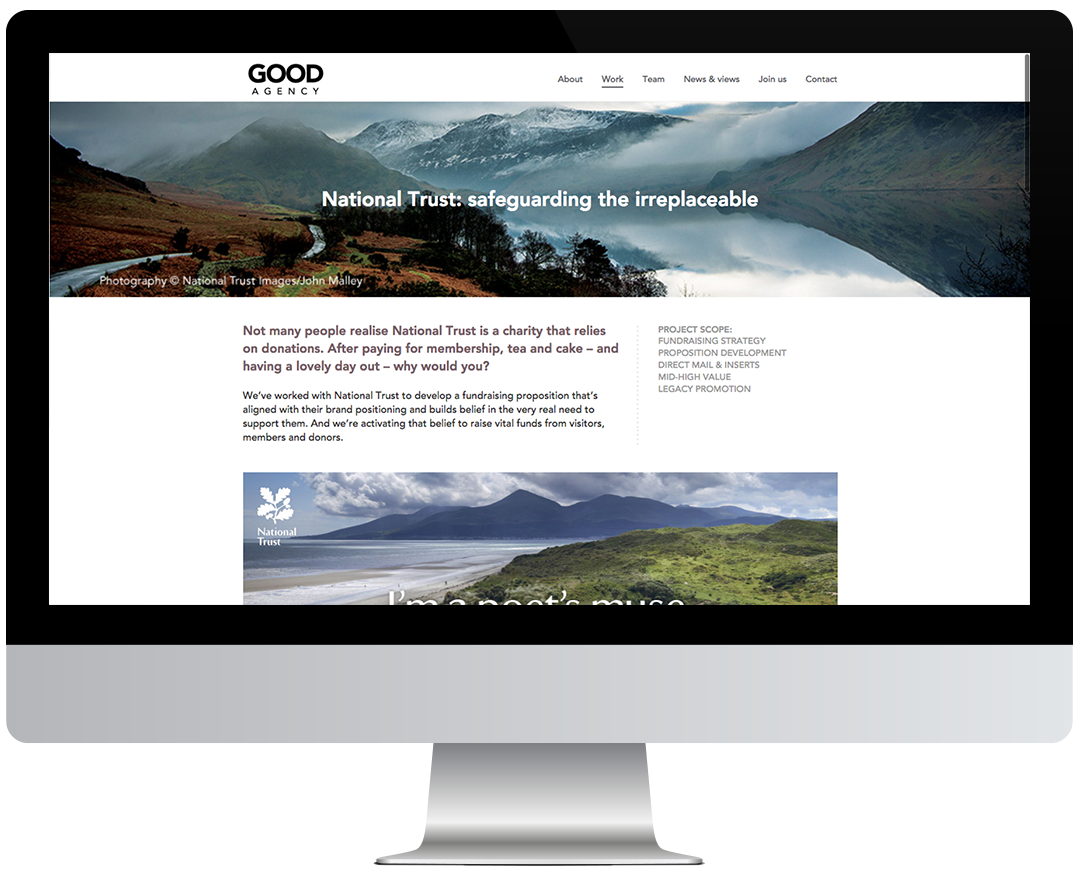 GOOD
AGENCY
About Work Team News & views Join us Contact
National Trust: safeguarding the irreplaceable
Photography © National Trust Images/John Malley
Not many people realise National Trust is a charity that relies
on donations. After paying for membership, tea and cake – and
having a lovely day out – why would you?
We've worked with National Trust to develop a fundraising proposition that's
aligned with their brand positioning and builds belief in the very real need to
support them. And we're activating that belief to raise vital funds from visitors,
members and donors.
PROJECT SCOPE:
FUNDRAISING STRATEGY
PROPOSITION DEVELOPMENT
DIRECT MAIL & INSERTS
MID-HIGH VALUE
LEGACY PROMOTION
National
Trust
I'm a poet's muse